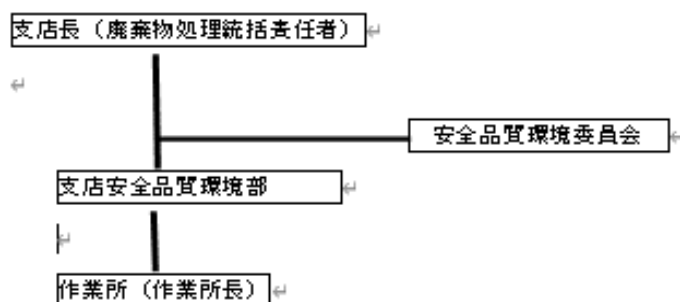 支店長（廃棄物処理統括責任者）
安全品質環境委員会
支店安全品質環境部
作業所（作業所長）